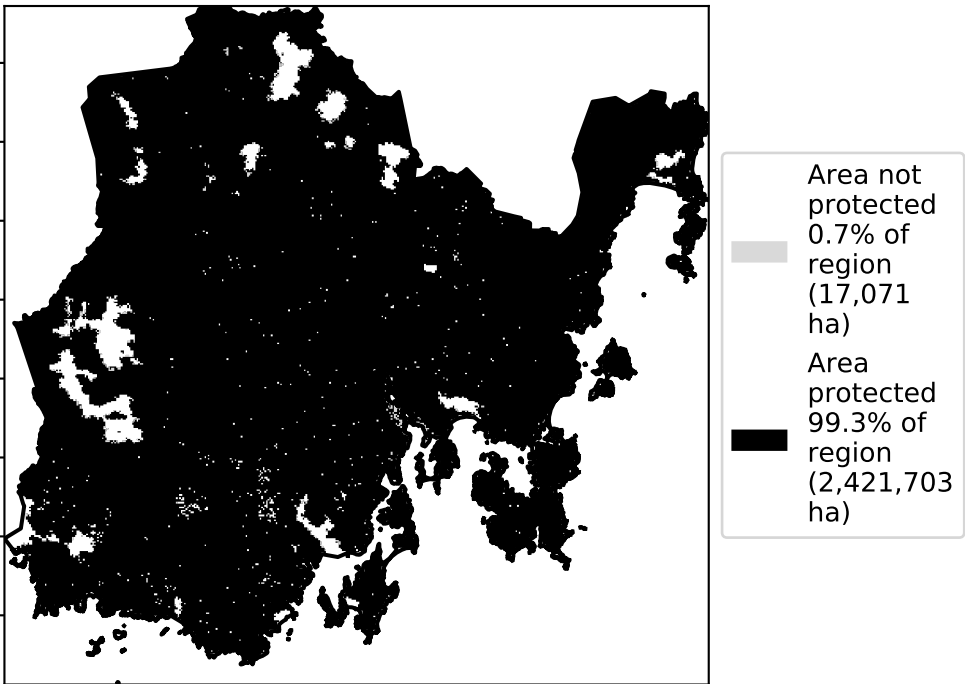 Area not
protected
0.7% of
region
(17,071
ha)
Area
protected
99.3% of
region
(2,421,703
ha)